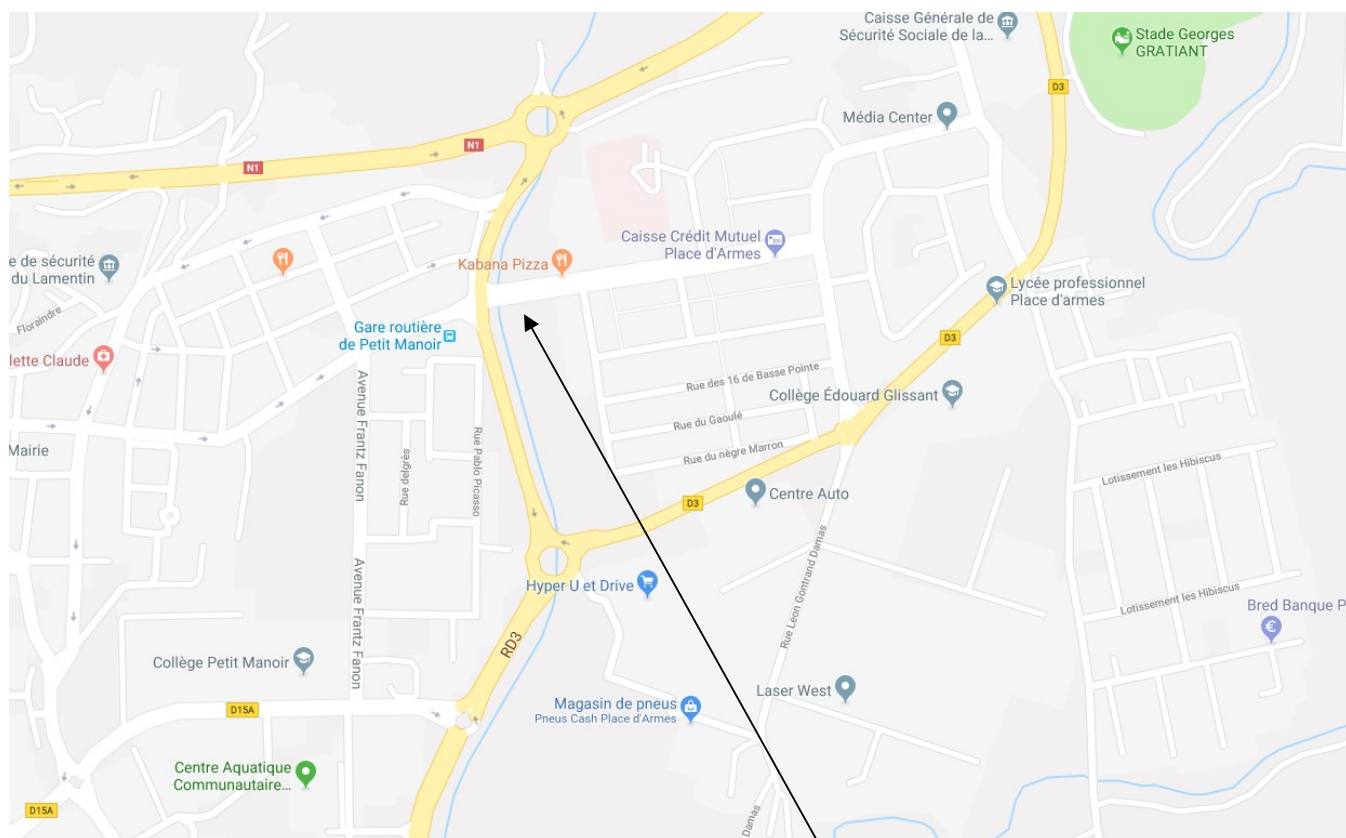 Caisse Générale de
Sécurité Sociale de la...
Stade Georges
GRATIANT
D3
Média Center
N1
N1
Caisse Crédit Mutuel
Place d'Armes
e de sécurité
du Lamentin
Kabana Pizza
Lycée professionnel
Place d'armes
Floraindre
Gare routière
de Petit Manoir
D3
lette Claude
Rue des 16 de Basse Pointe
Collège Édouard Glissant
Avenue Frantz Fanon
Rue du Gaoulé
Mairie
Rue delgrès
Rue Pablo Picasso
Rue du nègre Marron
Lotissement les Hibiscus
D3
Centre Auto
Hyper U et Drive
Avenue Frantz Fanon
Rue Leon Gontrand Damas
Lotissement les Hibiscus
Bred Banque P
RD3
Collège Petit Manoir
Laser West
D15A
Magasin de pneus
Pneus Cash Place d'Armes
Centre Aquatique
Communautaire...
D15A
Damas